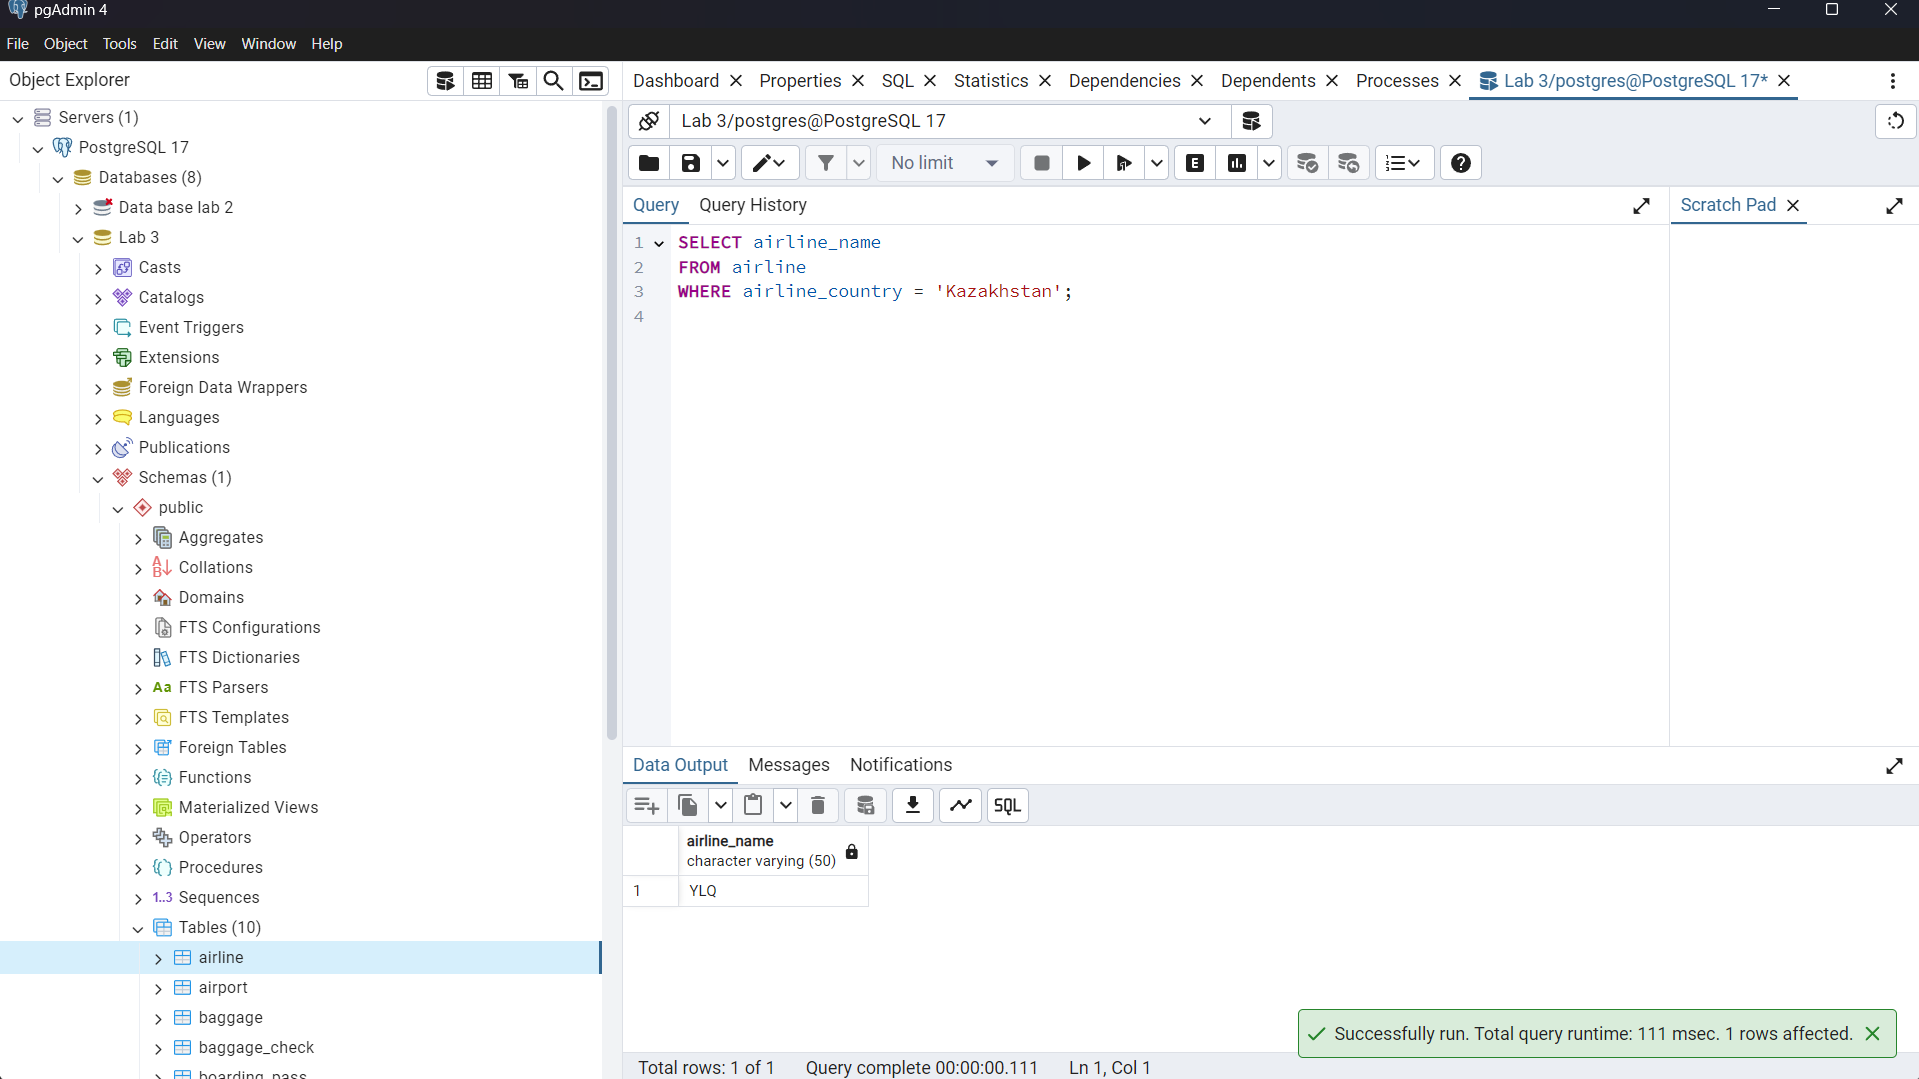 pgAdmin 4
File Object Tools Edit View Window Help
Object Explorer
Servers (1)
PostgreSQL 17
Databases (8)
Data base lab 2
Lab 3
Casts
Catalogs
Event Triggers
Extensions
Foreign Data Wrappers
Languages
Publications
Schemas (1)
public
Aggregates
Collations
Domains
FTS Configurations
FTS Dictionaries
Aa FTS Parsers
FTS Templates
Foreign Tables
Functions
Materialized Views
Operators
Procedures
1..3 Sequences
Tables (10)
airline
airport
baggage
baggage_check
boarding_pass
Dashboard Properties SQL Statistics Dependencies Dependents Processes Lab 3/postgres@PostgreSQL 17*
Lab 3/postgres@PostgreSQL 17
No limit E
Query Query History
Scratch Pad
1 SELECT airline_name
2 FROM airline
3 WHERE airline_country = 'Kazakhstan';
4
Data Output Messages Notifications
SQL
airline_name
character varying (50)
1 YLQ
Successfully run. Total query runtime: 111 msec. 1 rows affected.
Total rows: 1 of 1 Query complete 00:00:00.111 Ln 1, Col 1